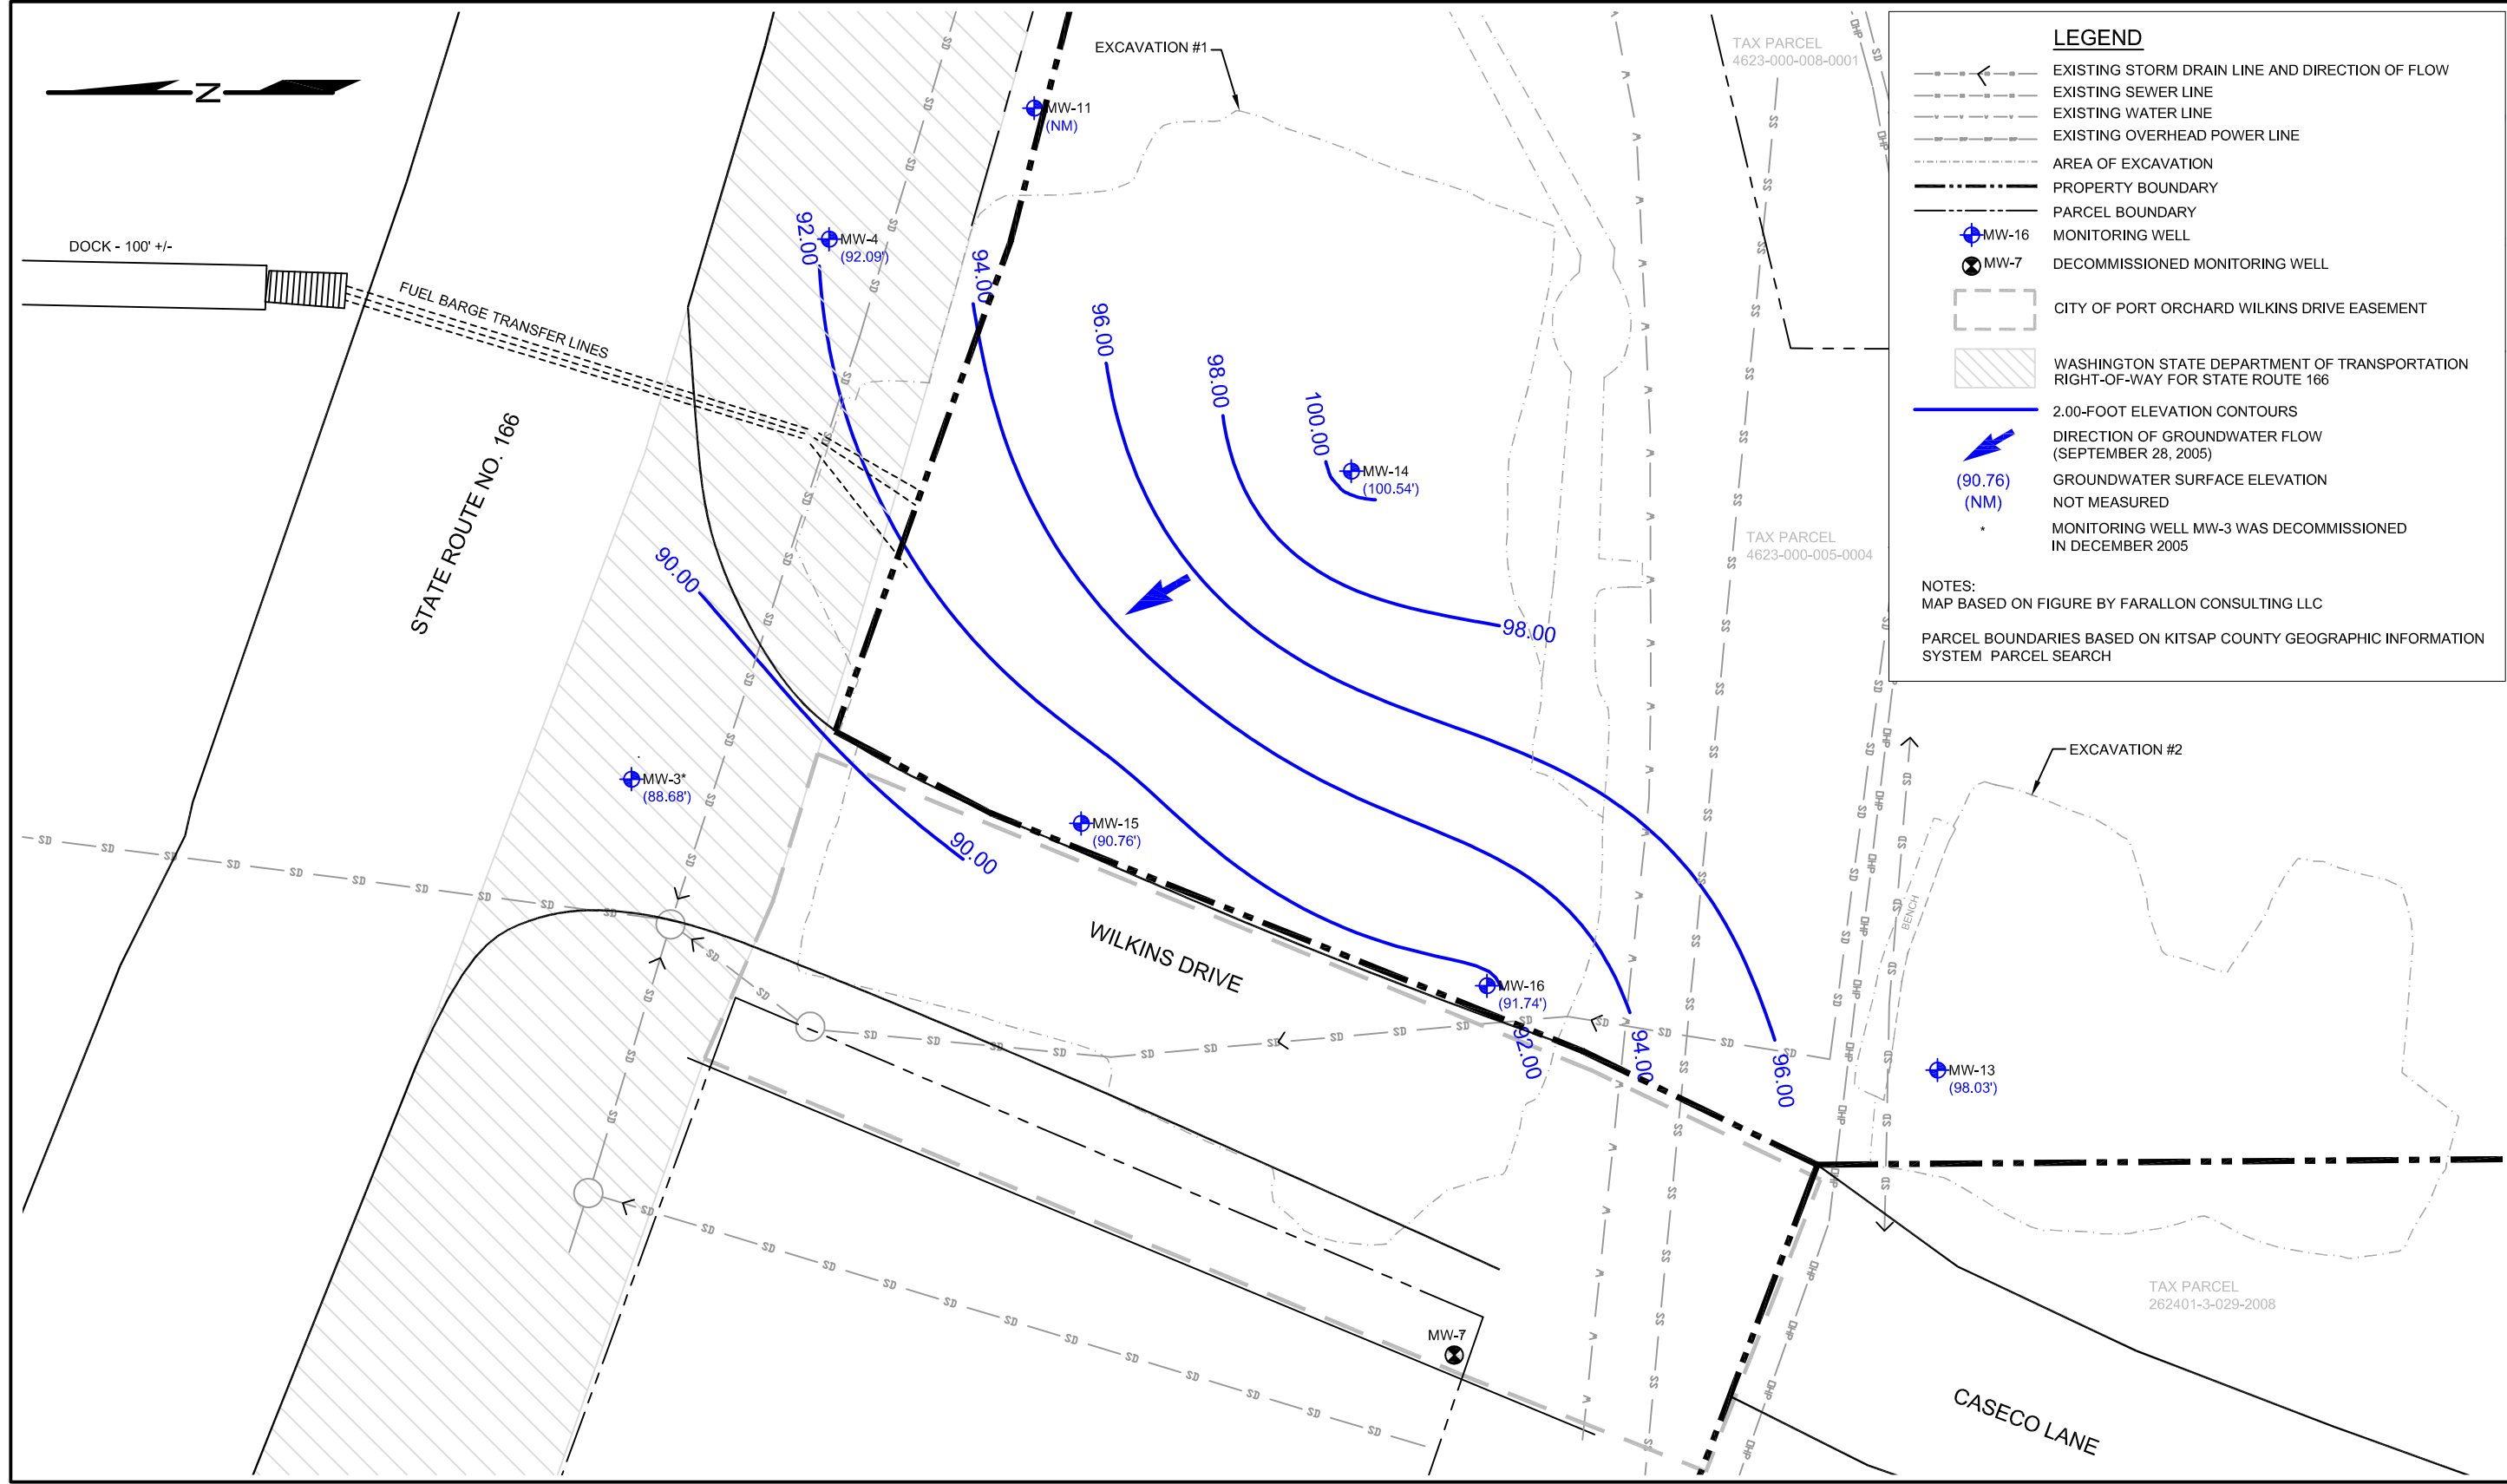 EXCAVATION #1
TAX PARCEL
4623-000-008-0001
N
MW-11
(NM)
DOCK - 100' +/-
FUEL BARGE TRANSFER LINES
92.00
MW-4
(92.09')
94.00
96.00
98.00
100.00
MW-14
(100.54')
STATE ROUTE NO. 166
90.00
TAX PARCEL
4623-000-005-0004
98.00
MW-3*
(88.68')
MW-15
(90.76')
90.00
EXCAVATION #2
BENCH
WILKINS DRIVE
MW-16
(91.74')
92.00
94.00
96.00
MW-13
(98.03')
MW-7
TAX PARCEL
262401-3-029-2008
CASECO LANE
SD
SS
OHP
LEGEND
EXISTING STORM DRAIN LINE AND DIRECTION OF FLOW
EXISTING SEWER LINE
EXISTING WATER LINE
EXISTING OVERHEAD POWER LINE
AREA OF EXCAVATION
PROPERTY BOUNDARY
PARCEL BOUNDARY
MW-16 MONITORING WELL
MW-7 DECOMMISSIONED MONITORING WELL
CITY OF PORT ORCHARD WILKINS DRIVE EASEMENT
WASHINGTON STATE DEPARTMENT OF TRANSPORTATION
RIGHT-OF-WAY FOR STATE ROUTE 166
2.00-FOOT ELEVATION CONTOURS
DIRECTION OF GROUNDWATER FLOW
(SEPTEMBER 28, 2005)
(90.76) GROUNDWATER SURFACE ELEVATION
(NM) NOT MEASURED
* MONITORING WELL MW-3 WAS DECOMMISSIONED
IN DECEMBER 2005
NOTES:
MAP BASED ON FIGURE BY FARALLON CONSULTING LLC
PARCEL BOUNDARIES BASED ON KITSAP COUNTY GEOGRAPHIC INFORMATION
SYSTEM PARCEL SEARCH